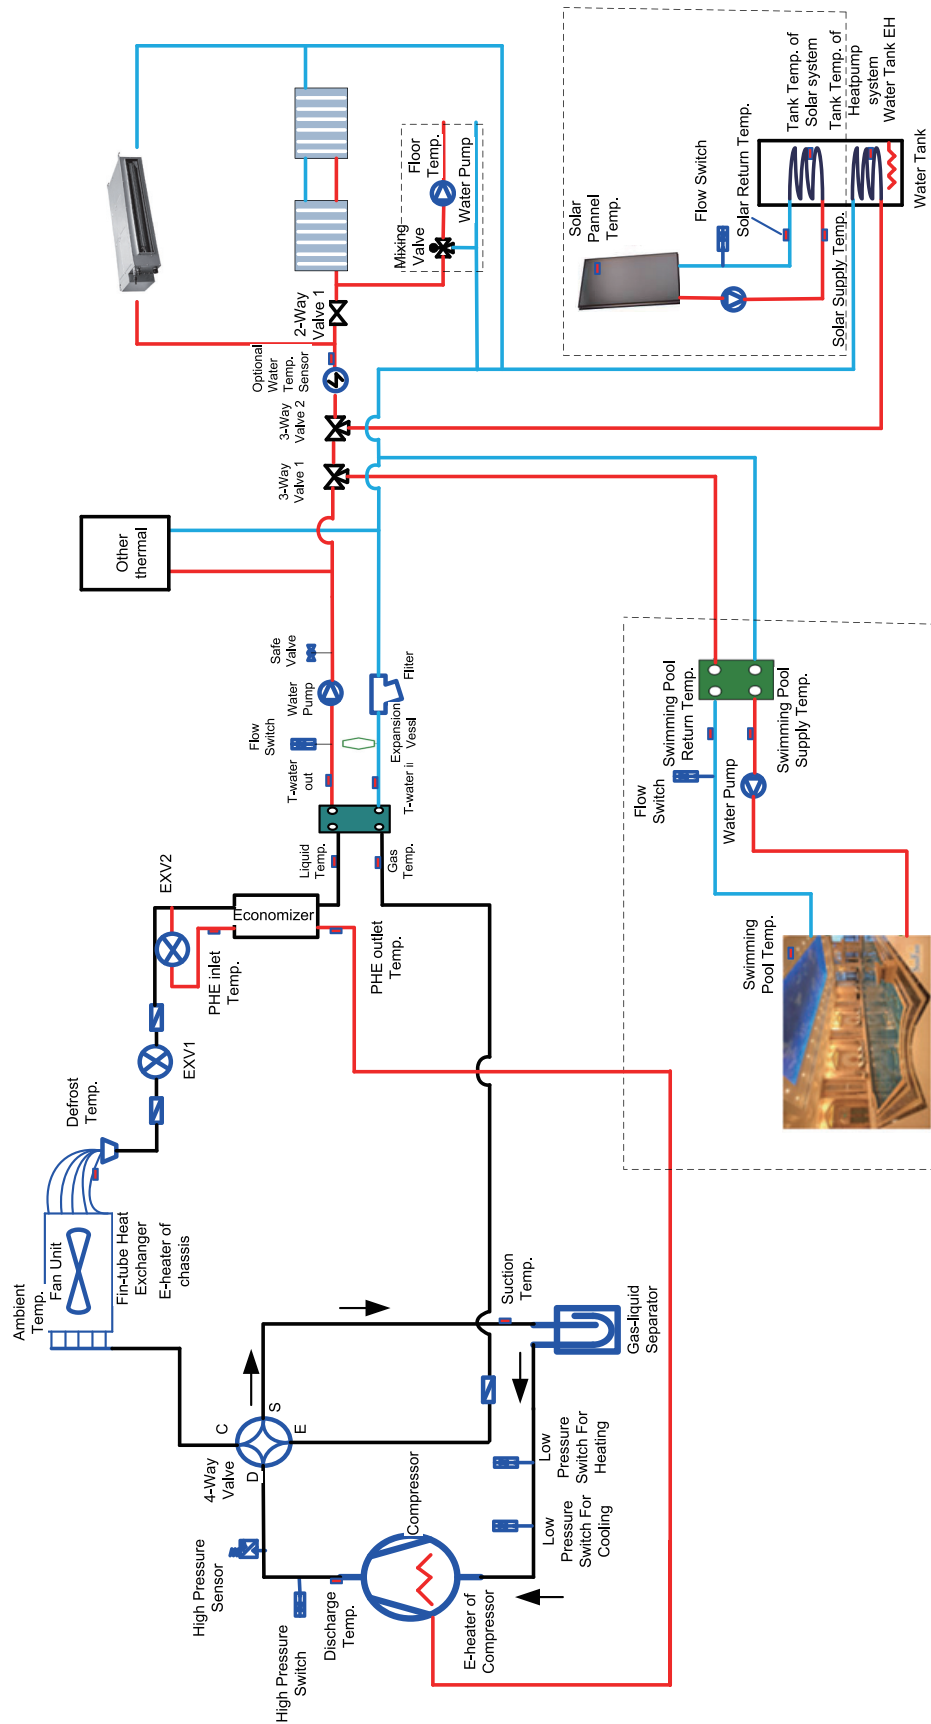 High Pressure
Sensor
High Pressure
Switch
Discharge
Temp.
4-Way
Valve
C
D
S
E
Compressor
E-heater of
Compressor
Low
Pressure
Switch For
Cooling
Low
Pressure
Switch For
Heating
Suction
Temp.
Gas-liquid
Separator
Ambient
Temp.
Fan Unit
Fin-tube Heat
Exchanger
E-heater of
chassis
Defrost
Temp.
EXV1
EXV2
PHE inlet
Temp.
Economizer
PHE outlet
Temp.
Liquid
Temp.
Gas
Temp.
T-water
out
T-water ii
Flow
Switch
Expansion
Vessl
Water
Pump
Fliter
Safe
Valve
Other
thermal
3-Way
Valve 1
3-Way
Valve 2
Optional
Water
Temp.
Sensor
2-Way
Valve 1
Mixing
Valve
Floor
Temp.
Water Pump
Solar
Pannel
Temp.
Flow Switch
Solar Return Temp.
Solar Supply Temp.
Tank Temp. of
Solar system
Tank Temp. of
Heatpump
system
Water Tank EH
Water Tank
Swimming
Pool Temp.
Flow
Switch
Swimming Pool
Return Temp.
Water Pump
Swimming Pool
Supply Temp.